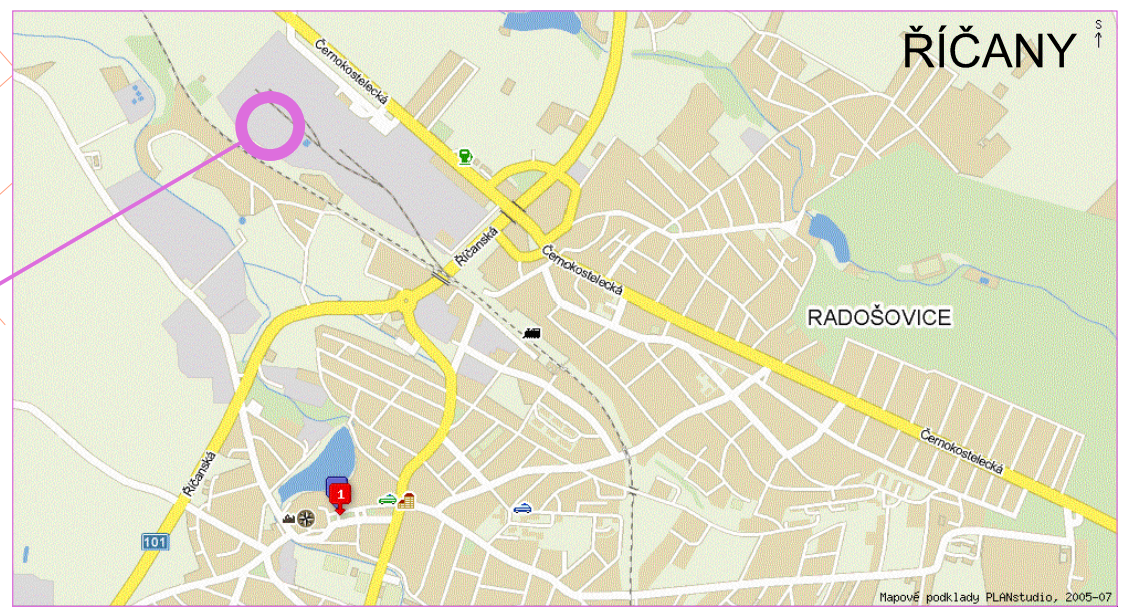 S
ŘÍČANY
Černokostelecká
Říčanská
Černokostelecká
RADOŠOVICE
Černokostelecká
Říčanská
1
101
Mapové podklady PLANstudio, 2005-07